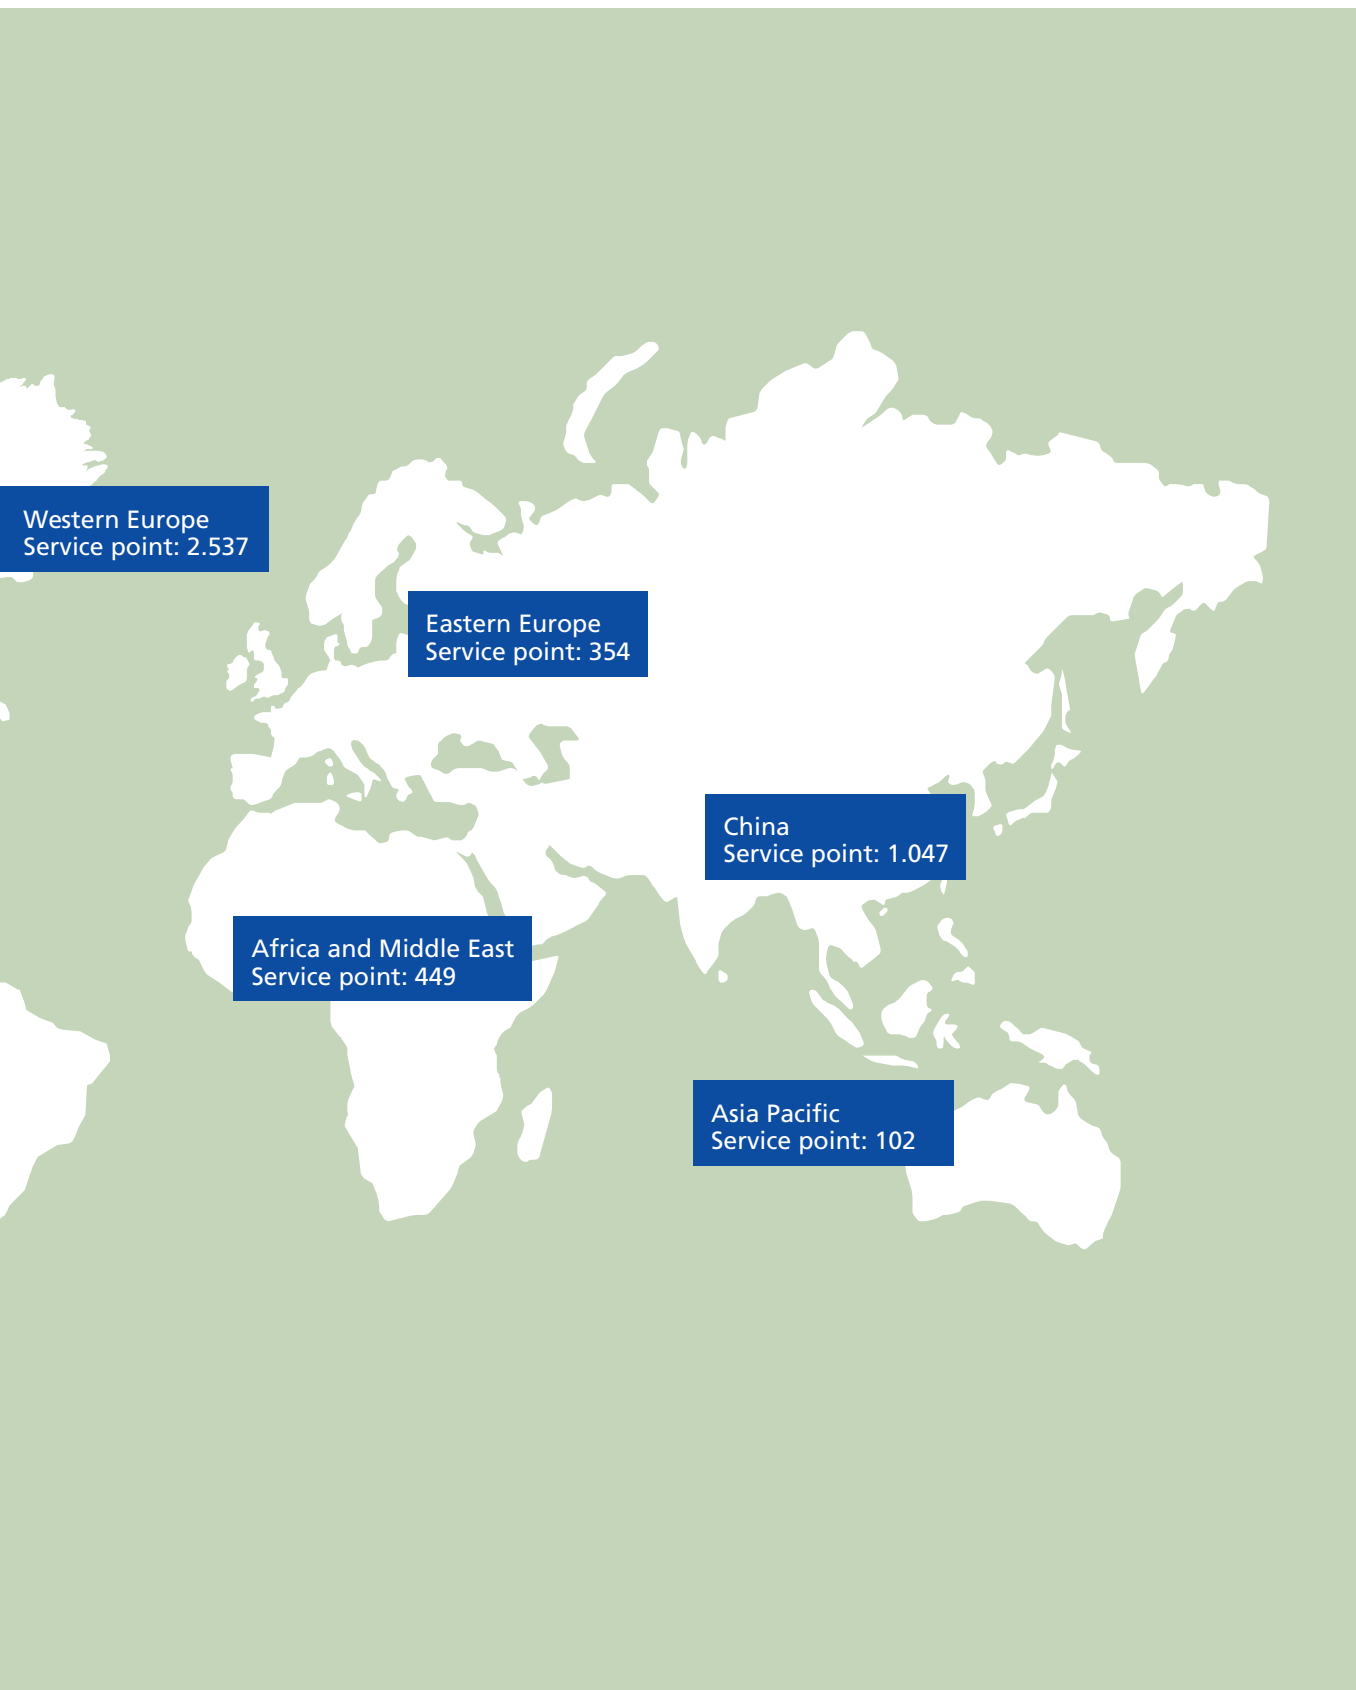 Western Europe
Service point: 2.537
Eastern Europe
Service point: 354
China
Service point: 1.047
Africa and Middle East
Service point: 449
Asia Pacific
Service point: 102